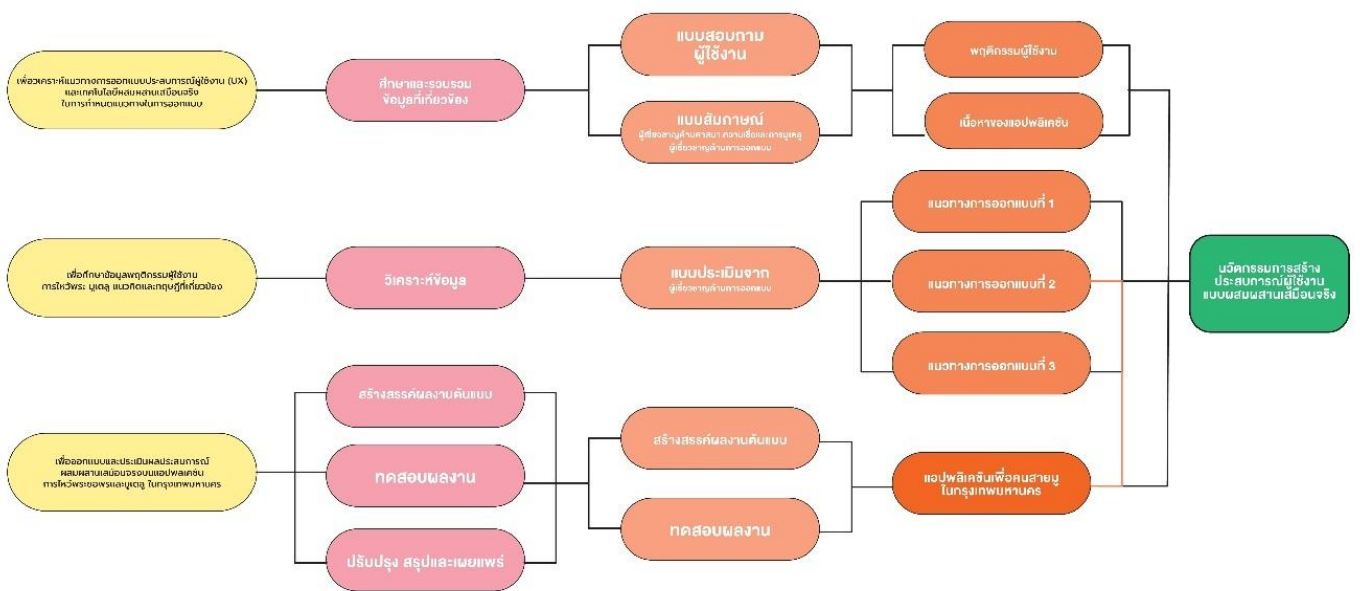 เพื่อวิเคราะห์แนวทางการออกแบบประสบการณ์ผู้ใช้งาน (UX)
และเทคโนโลยีผสมผสานเสมือนจริง
ในการกำหนดแนวทางในการออกแบบ
ศึกษาและรวบรวม
ข้อมูลที่เกี่ยวข้อง
แบบสอบถาม
ผู้ใช้งาน
แบบสัมภาษณ์
ผู้เชี่ยวชาญด้านศาสนา ความเชื่อและการมูเตลู
ผู้เชี่ยวชาญด้านการออกแบบ
พฤติกรรมผู้ใช้งาน
เนื้อหาของแอปพลิเคชัน
เพื่อศึกษาข้อมูลพฤติกรรมผู้ใช้งาน
การไหว้พระ มูเตลู แนวคิดและทฤษฎีที่เกี่ยวข้อง
วิเคราะห์ข้อมูล
แบบประเมินจาก
ผู้เชี่ยวชาญด้านการออกแบบ
แนวทางการออกแบบที่ 1
แนวทางการออกแบบที่ 2
แนวทางการออกแบบที่ 3
นวัตกรรมการสร้าง
ประสบการณ์ผู้ใช้งาน
แบบผสมผสานเสมือนจริง
เพื่อออกแบบและประเมินผลประสบการณ์
ผสมผสานเสมือนจริงบนแอปพลิเคชัน
การไหว้พระขอพรและมูเตลู ในกรุงเทพมหานคร
สร้างสรรค์ผลงานต้นแบบ
ทดสอบผลงาน
ปรับปรุง สรุปและเผยแพร่
สร้างสรรค์ผลงานต้นแบบ
ทดสอบผลงาน
แอปพลิเคชันเพื่อคนสายมู
ในกรุงเทพมหานคร